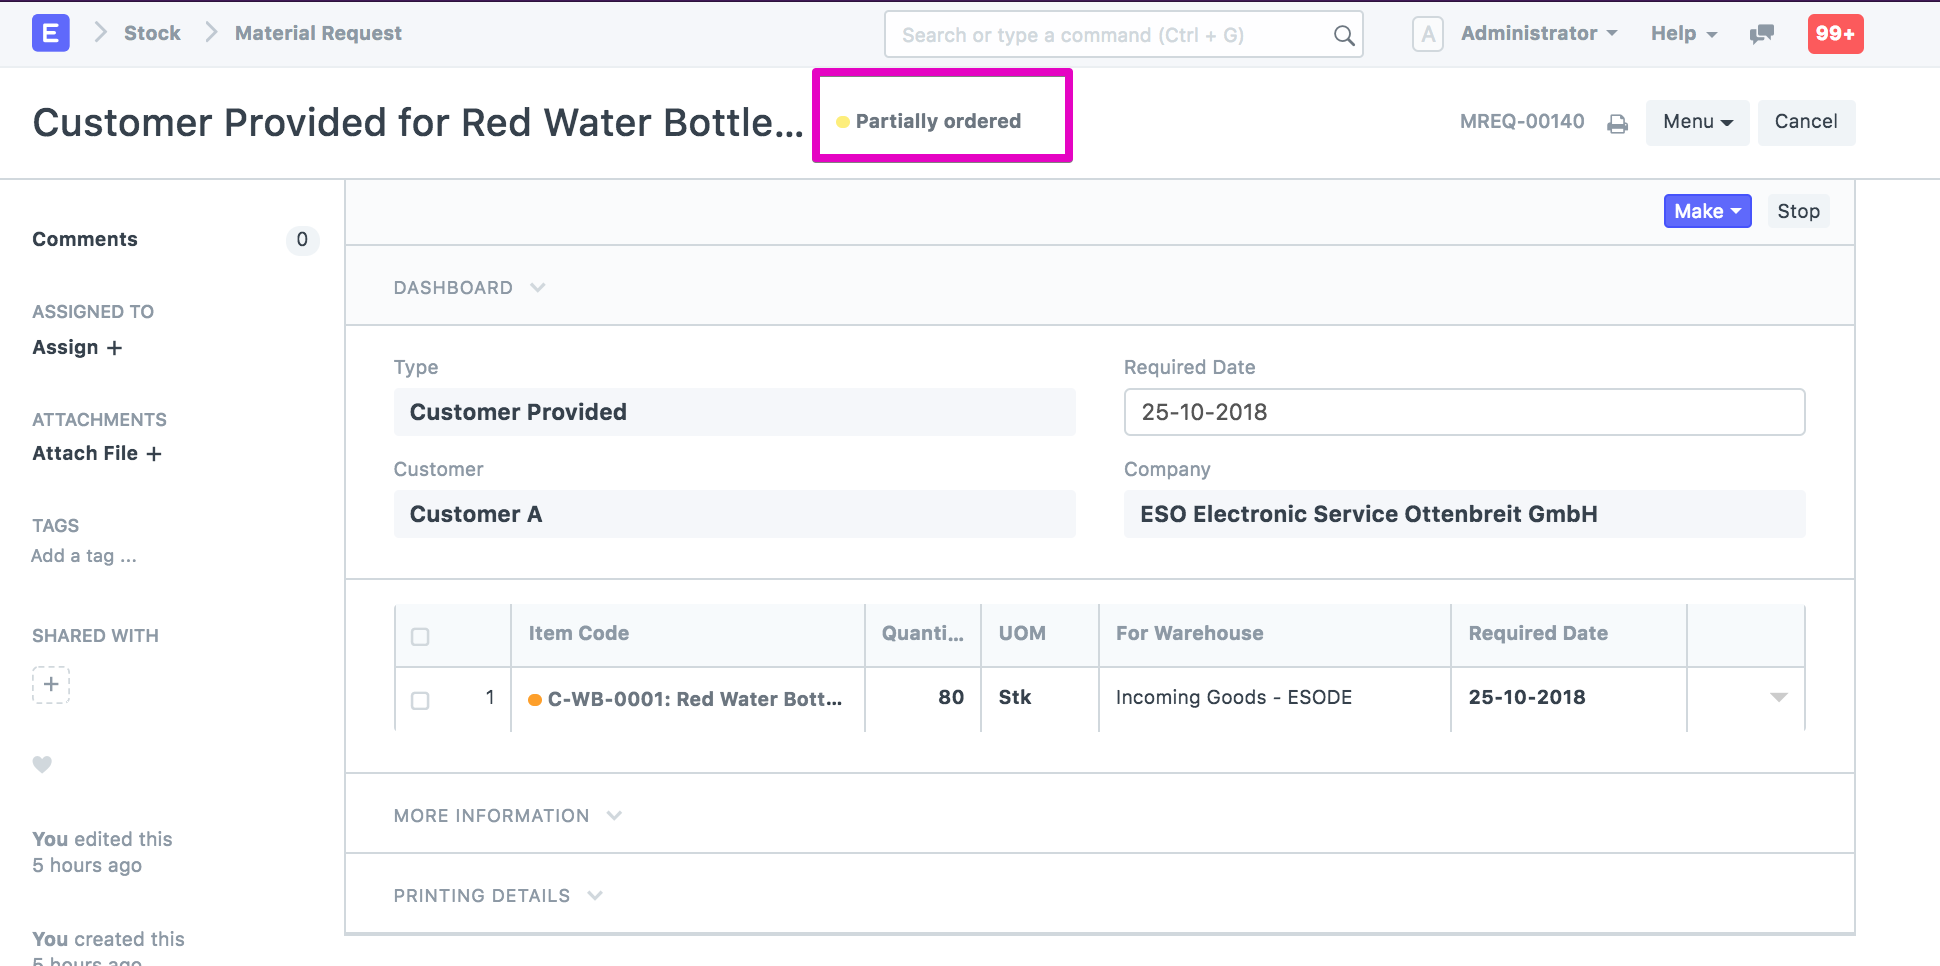 E Stock Material Request Search or type a command (Ctrl + G) A Administrator Help 99+
Customer Provided for Red Water Bottle... Partially ordered MREQ-00140 Menu Cancel
Make Stop
Comments 0
DASHBOARD
ASSIGNED TO
Assign +
Type Required Date
Customer Provided 25-10-2018
ATTACHMENTS
Attach File +
Customer Company
Customer A ESO Electronic Service Ottenbreit GmbH
TAGS
Add a tag ...
SHARED WITH
+
Item Code Quanti... UOM For Warehouse Required Date
1 C-WB-0001: Red Water Bott... 80 Stk Incoming Goods - ESODE 25-10-2018
MORE INFORMATION
You edited this
5 hours ago
PRINTING DETAILS
You created this
5 hours ago